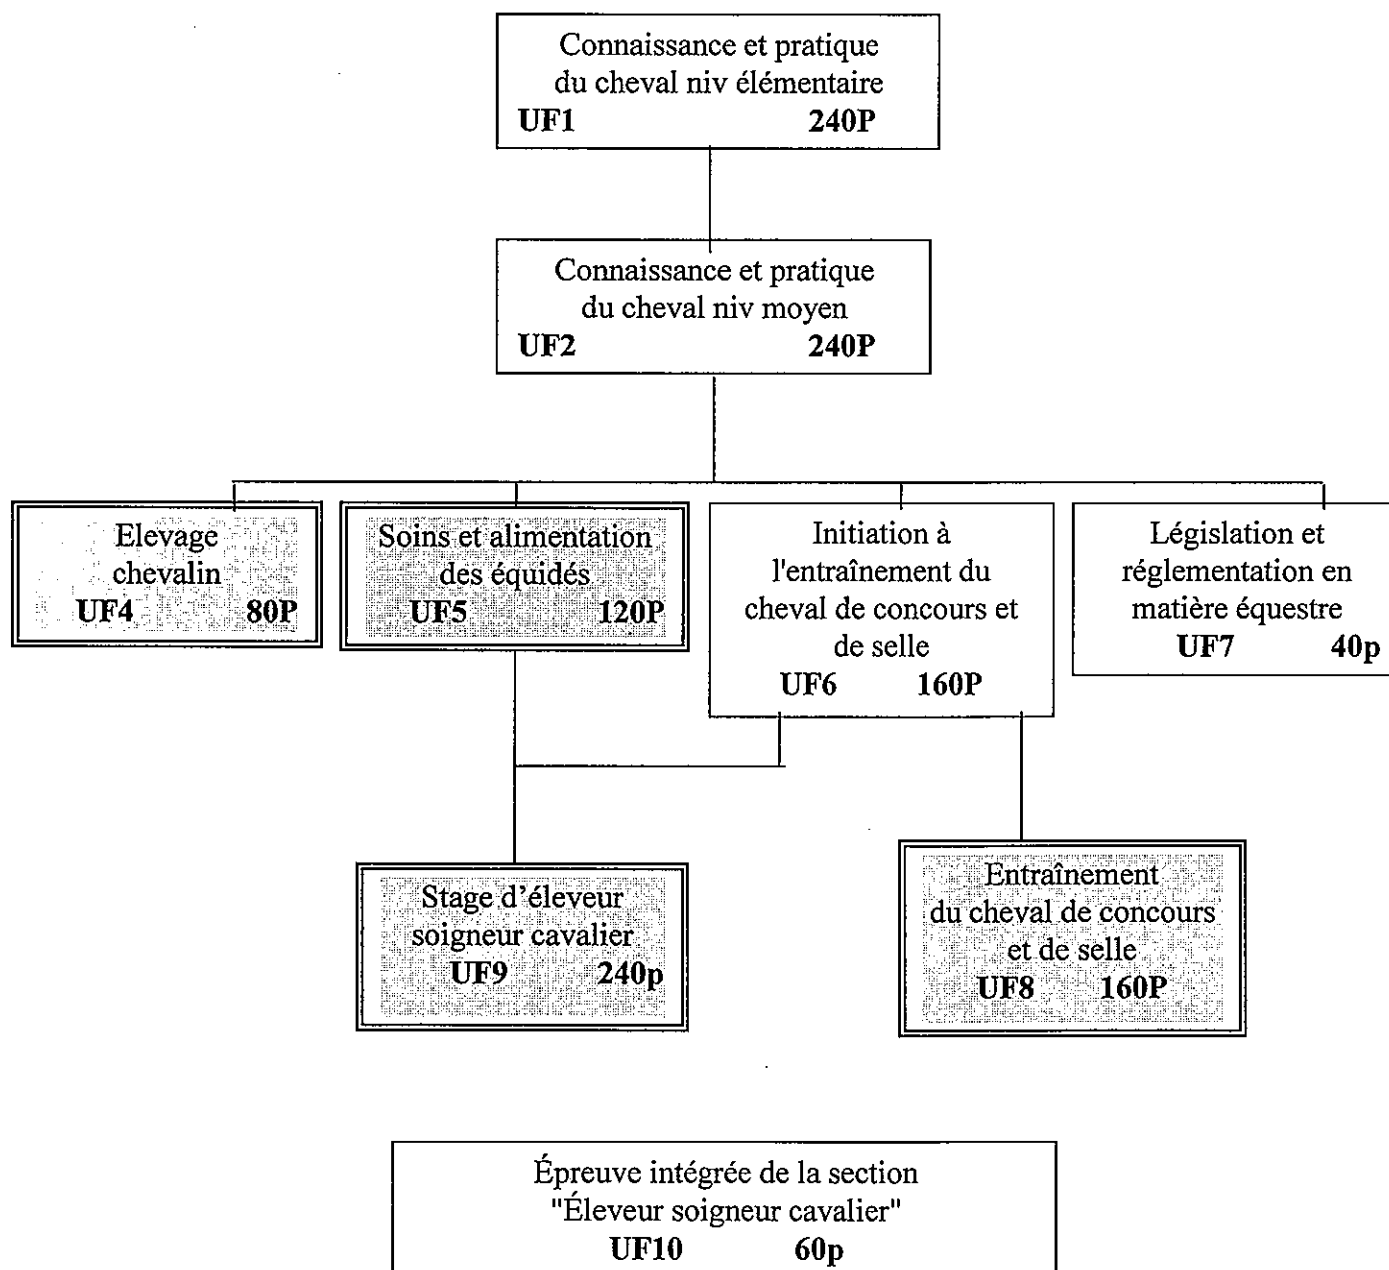 Connaissance et pratique
du cheval niv élémentaire
UF1 240P
Connaissance et pratique
du cheval niv moyen
UF2 240P
Elevage
chevalin
UF4 80P
Soins et alimentation
des équidés
UF5 120P
Initiation à
l'entraînement du
cheval de concours et
de selle
UF6 160P
Législation et
réglementation en
matière équestre
UF7 40p
Stage d'éleveur
soigneur cavalier
UF9 240p
Entraînement
du cheval de concours
et de selle
UF8 160P
Épreuve intégrée de la section
"Éleveur soigneur cavalier"
UF10 60p